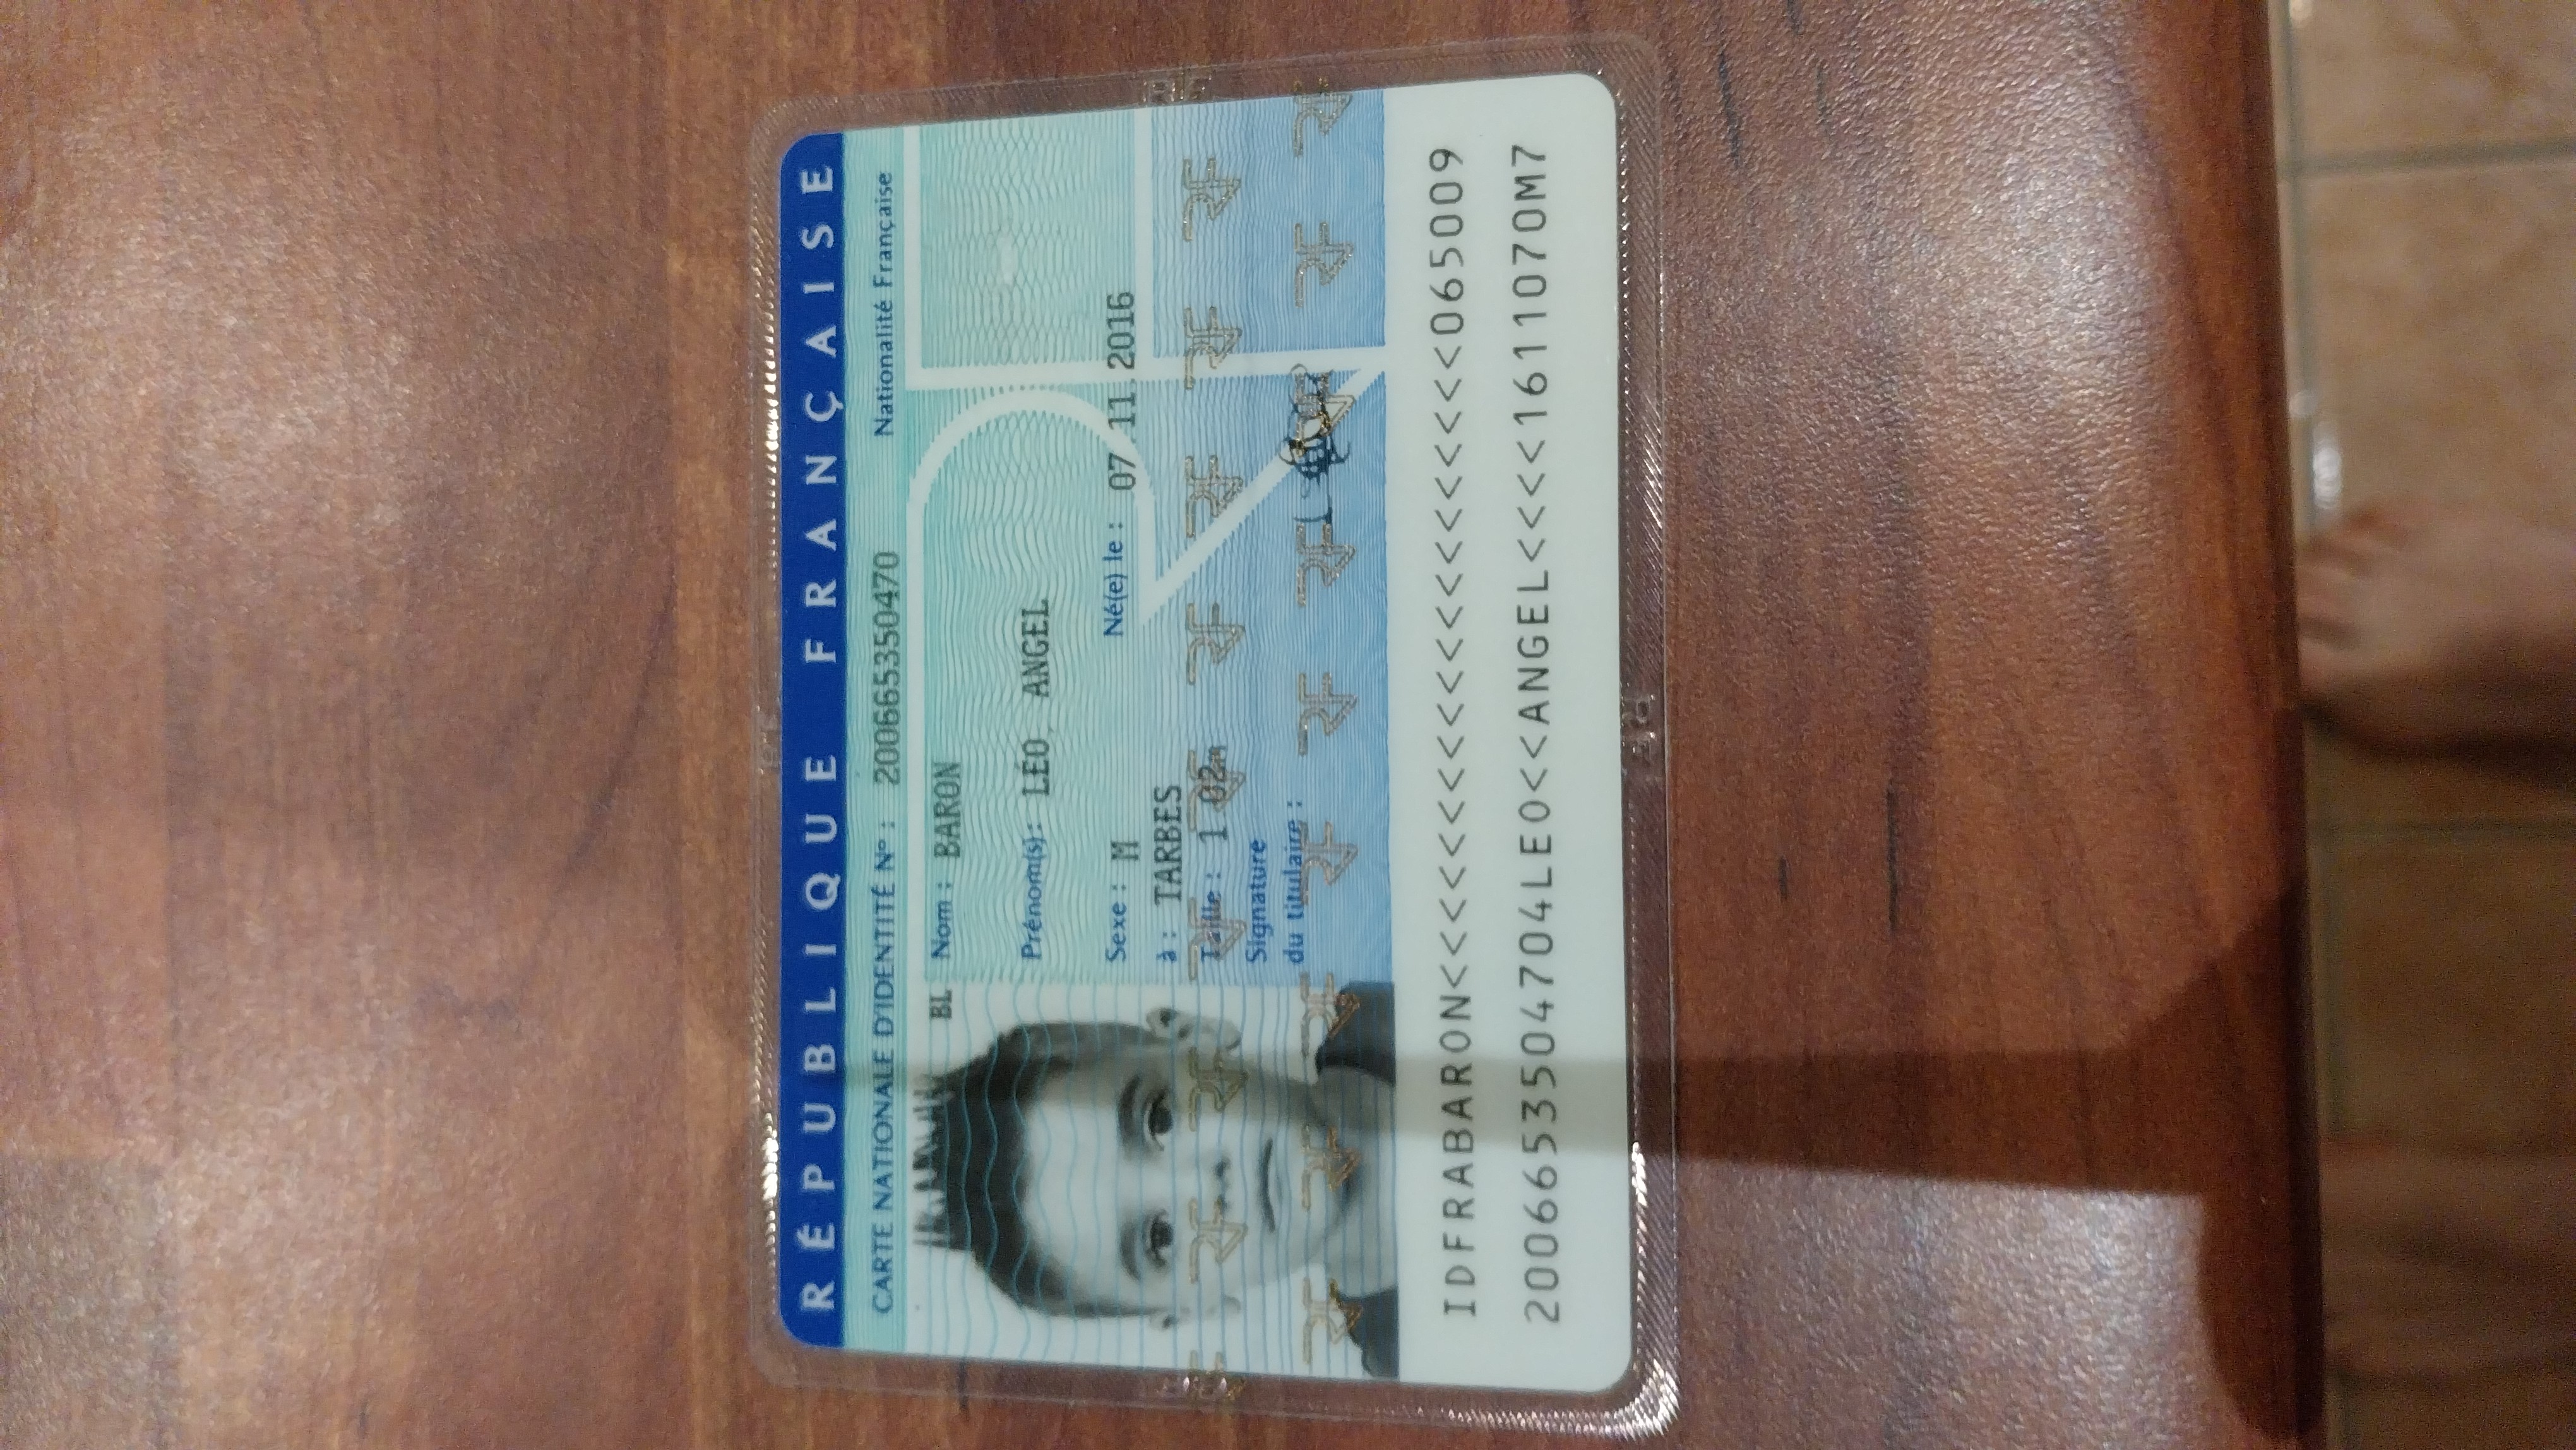 RÉPUBLIQUE FRANÇAISE
CARTE NATIONALE D'IDENTITÉ Nº : 200665350470 Nationalité Française
BL
Nom : BARON
Prénom(s) : LÉO, ANGEL
Sexe : M Né(e) le : 07.11.2016
à : TARBES
Taille : 1,02m
Signature
du titulaire :
IDFRABARON<<<<<<<<<<<<<<<<<<<<065009
2006653504704LEO<<ANGEL<<<<1611070M7